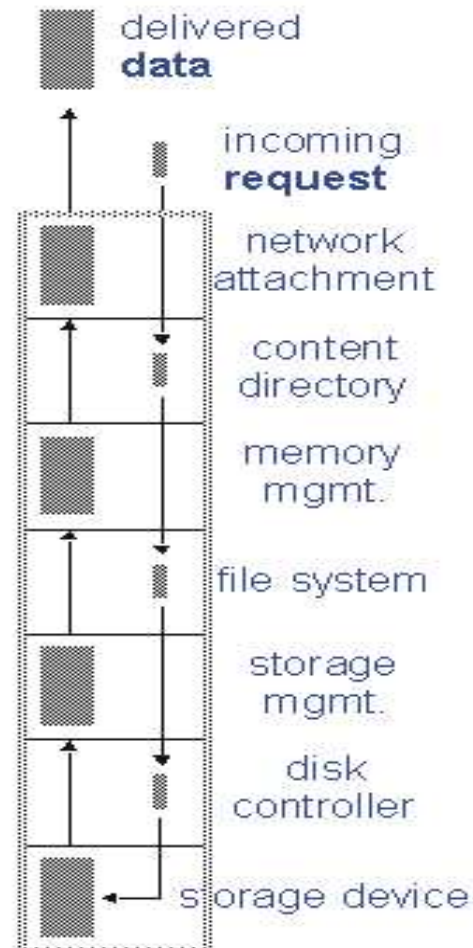 delivered
data
incoming
request
network
attachment
content
directory
memory
mgmt.
file system
storage
mgmt.
disk
controller
storage device